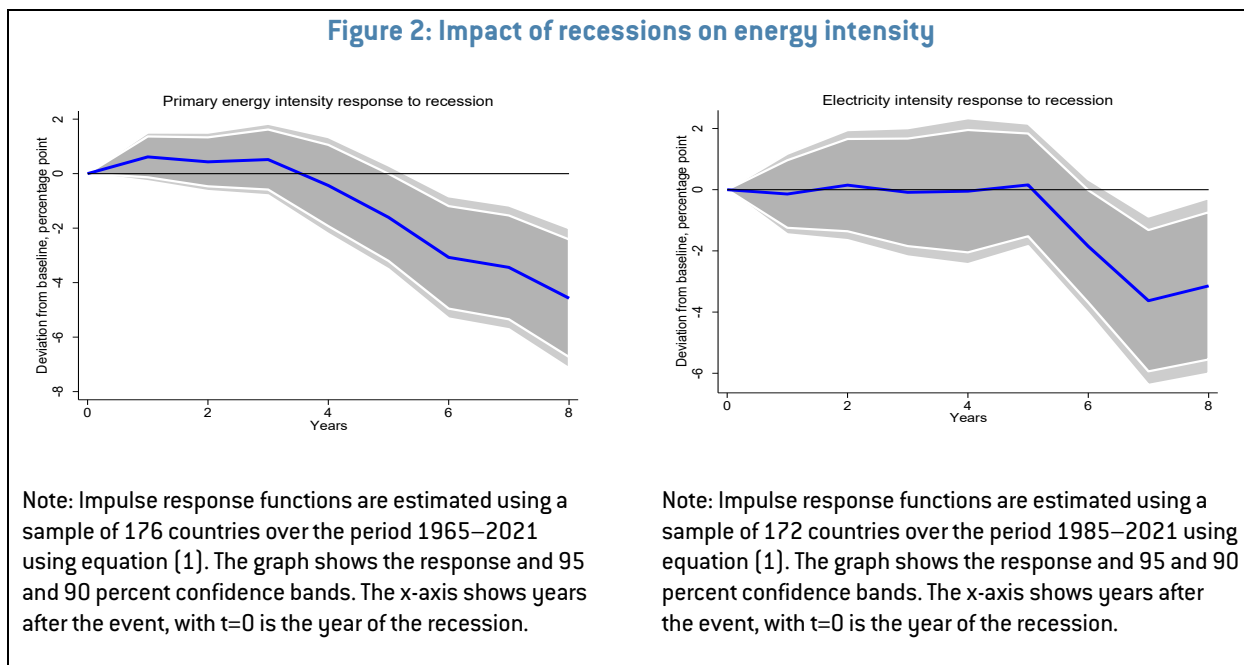 Figure 2: Impact of recessions on energy intensity
Primary energy intensity response to recession
Deviation from baseline, percentage point
2
0
-2
-4
-6
-8
0 2 4 6 8
Years
Electricity intensity response to recession
Deviation from baseline, percentage point
2
0
-2
-4
-6
0 2 4 6 8
Years
Note: Impulse response functions are estimated using a
sample of 176 countries over the period 1965–2021
using equation (1). The graph shows the response and 95
and 90 percent confidence bands. The x-axis shows years
after the event, with t=0 is the year of the recession.
Note: Impulse response functions are estimated using a
sample of 172 countries over the period 1985–2021 using
equation (1). The graph shows the response and 95 and 90
percent confidence bands. The x-axis shows years after
the event, with t=0 is the year of the recession.